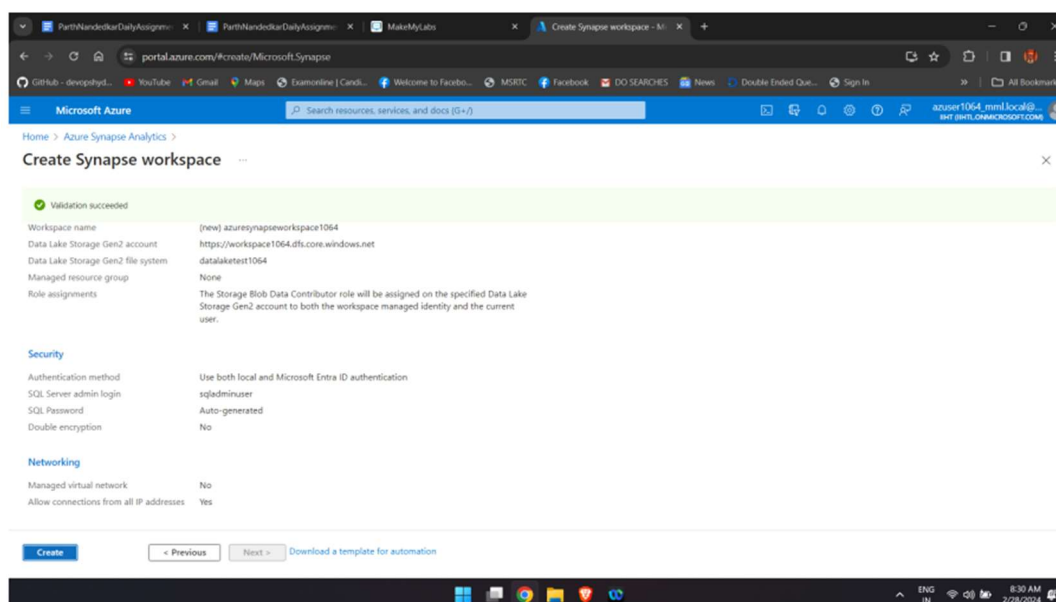 ParthNandedkarDailyAssignme
ParthNandedkarDailyAssignme
MakeMyLabs
Create Synapse workspace - Mi
portal.azure.com/#create/Microsoft.Synapse
GitHub - devopshyd...
YouTube
Gmail
Maps
Examonline | Candi...
Welcome to Facebo...
MSRTC
Facebook
DO SEARCHES
News
Double Ended Que...
Sign In
»
All Bookmark
Microsoft Azure
Search resources, services, and docs (G+/)
azuser1064_mml.local@...
IIHT (IIHTL.ONMICROSOFT.COM)
Home > Azure Synapse Analytics >
Create Synapse workspace ...
Validation succeeded
Workspace name (new) azuresynapseworkspace1064
Data Lake Storage Gen2 account https://workspace1064.dfs.core.windows.net
Data Lake Storage Gen2 file system datalaketest1064
Managed resource group None
Role assignments The Storage Blob Data Contributor role will be assigned on the specified Data Lake
Storage Gen2 account to both the workspace managed identity and the current
user.
Security
Authentication method Use both local and Microsoft Entra ID authentication
SQL Server admin login sqladminuser
SQL Password Auto-generated
Double encryption No
Networking
Managed virtual network No
Allow connections from all IP addresses Yes
Create
< Previous
Next >
Download a template for automation
ENG
IN
8:30 AM
2/28/2024